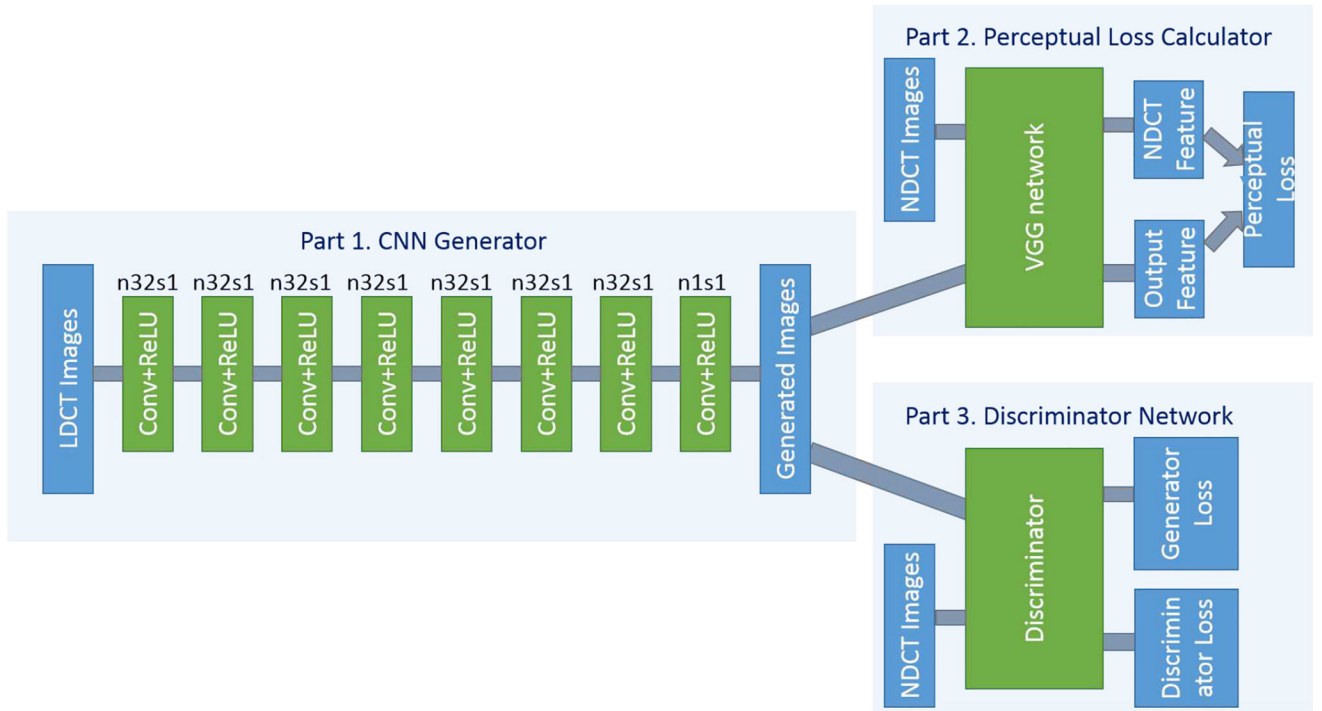 Part 1. CNN Generator
LDCT Images
n32s1
n32s1
n32s1
n32s1
n32s1
n32s1
n32s1
n1s1
Conv+ReLU
Conv+ReLU
Conv+ReLU
Conv+ReLU
Conv+ReLU
Conv+ReLU
Conv+ReLU
Conv+ReLU
Generated Images
Part 2. Perceptual Loss Calculator
NDCT Images
VGG network
NDCT
Feature
Output
Feature
Perceptual
Loss
Part 3. Discriminator Network
NDCT Images
Discriminator
Generator
Loss
Discrimin
ator Loss